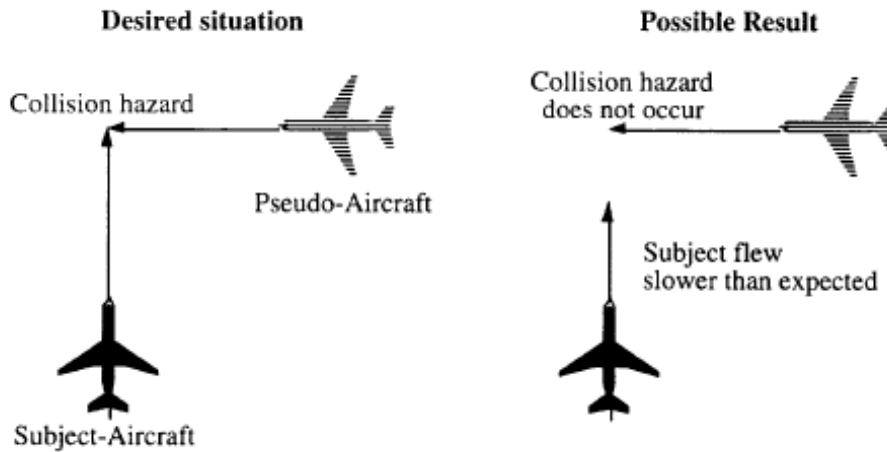 Desired situation
Collision hazard
Pseudo-Aircraft
Subject-Aircraft
Possible Result
Collision hazard
does not occur
Subject flew
slower than expected